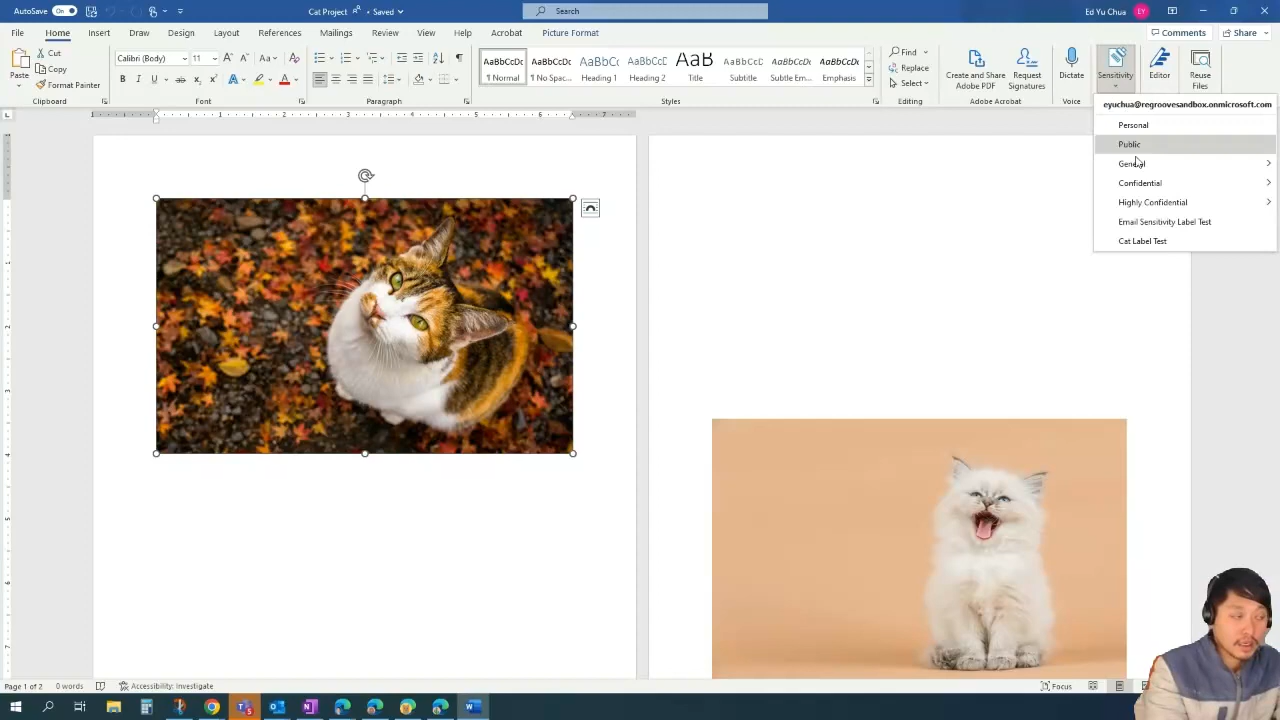 AutoSave On
Cat Project • Saved
Search
Ed Yu Chua EY
File Home Insert Draw Design Layout References Mailings Review View Help Acrobat Picture Format
Comments Share
Paste
Cut
Copy
Format Painter
Clipboard
Calibri (Body) 11
Font
Paragraph
AaBbCcDc AaBbCcDc AaBbCc AaBbCcD AaB AaBbCcD AaBbCcDc AaBbCcDc
¶ Normal ¶ No Spac... Heading 1 Heading 2 Title Subtitle Subtle Em... Emphasis
Styles
Find
Replace
Select
Editing
Create and Share Adobe PDF
Request Signatures
Adobe Acrobat
Dictate
Voice
Sensitivity
Editor
Reuse Files
eyuchua@regroovesandbox.onmicrosoft.com
Personal
Public
General
Confidential
Highly Confidential
Email Sensitivity Label Test
Cat Label Test
Page 1 of 2 0 words Accessibility: Investigate
Focus